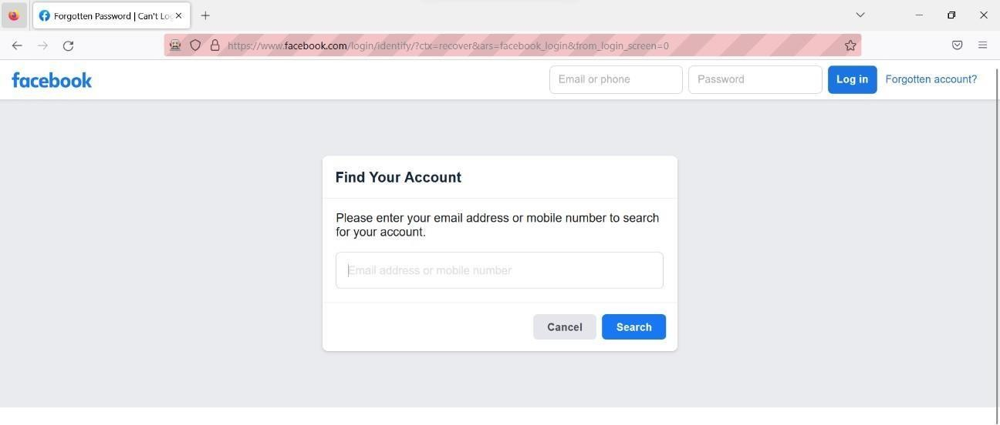 Forgotten Password | Can't Log
https://www.facebook.com/login/identify/?ctx=recover&ars=facebook_login&from_login_screen=0
facebook
Email or phone
Password
Log in
Forgotten account?
Find Your Account
Please enter your email address or mobile number to search
for your account.
Email address or mobile number
Cancel
Search